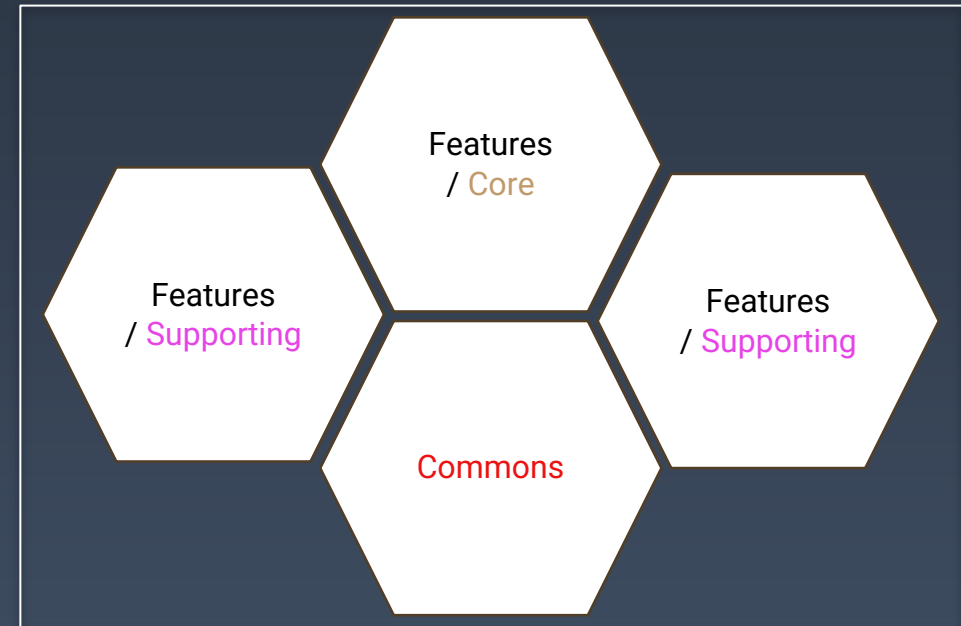 Features
/ Core
Features
/ Supporting
Features
/ Supporting
Commons